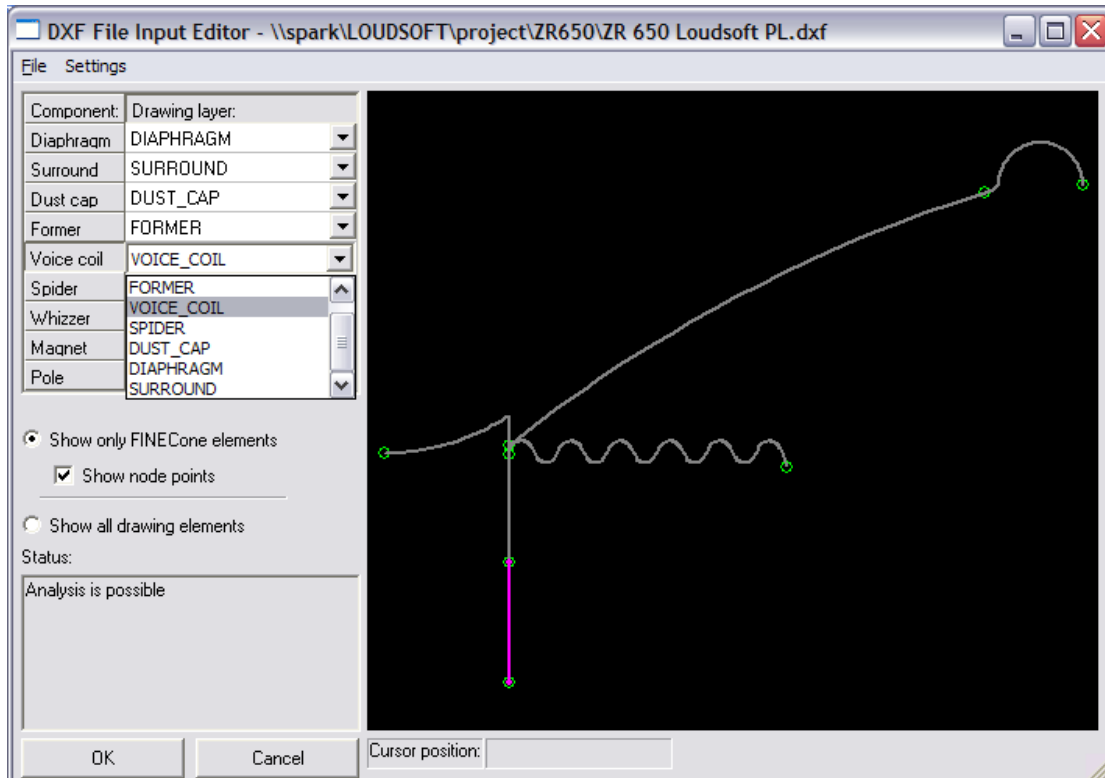 DXF File Input Editor - \\spark\LOUDSOFT\project\ZR650\ZR 650 Loudsoft PL.dxf
File Settings
Component: Drawing layer:
Diaphragm DIAPHRAGM
Surround SURROUND
Dust cap DUST_CAP
Former FORMER
Voice coil VOICE_COIL
Spider FORMER
VOICE_COIL
Whizzer SPIDER
Magnet DUST_CAP
DIAPHRAGM
Pole SURROUND
Show only FINECone elements
Show node points
Show all drawing elements
Status:
Analysis is possible
OK Cancel Cursor position: